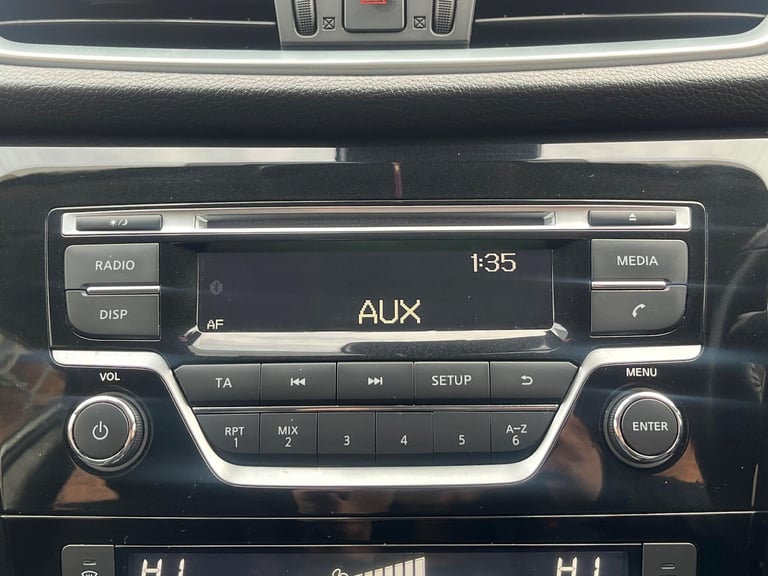 RADIO
1:35
MEDIA
DISP
AF
AUX
VOL
MENU
TA
SETUP
RPT
1
MIX
2
3
4
5
A-Z
6
ENTER
HI
HI